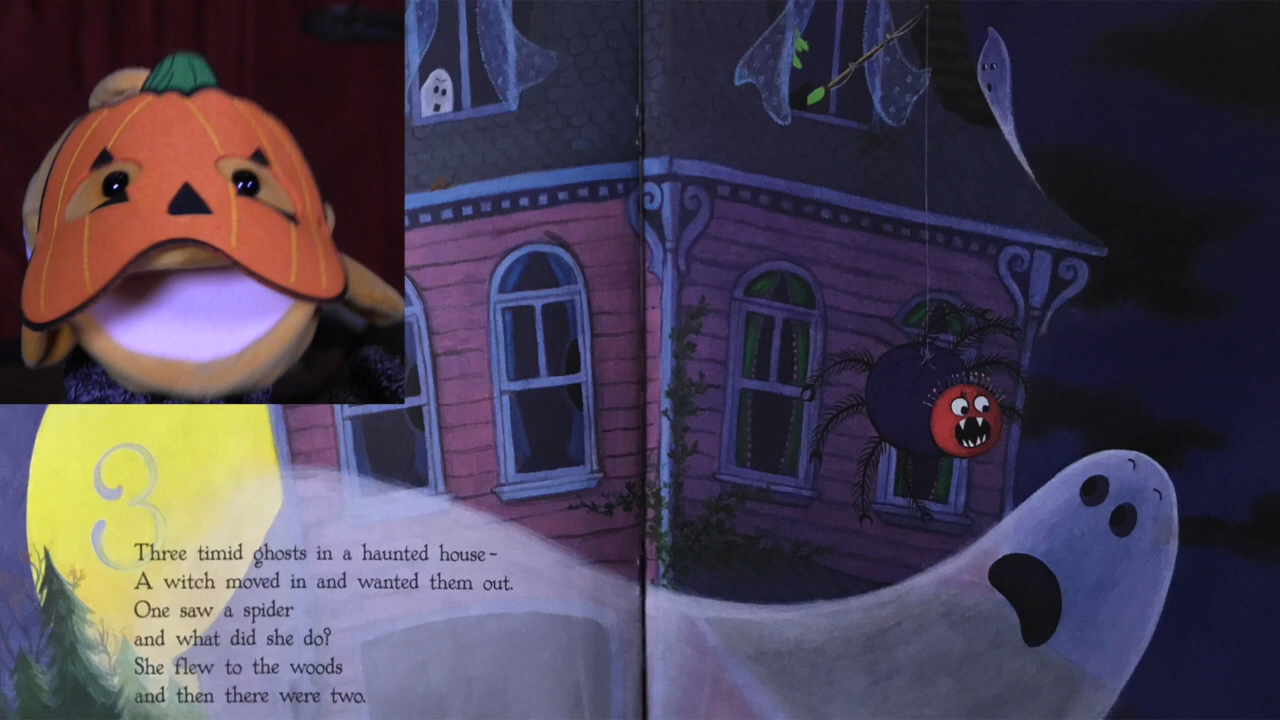 3
Three timid ghosts in a haunted house-
A witch moved in and wanted them out.
One saw a spider
and what did she do?
She flew to the woods
and then there were two.